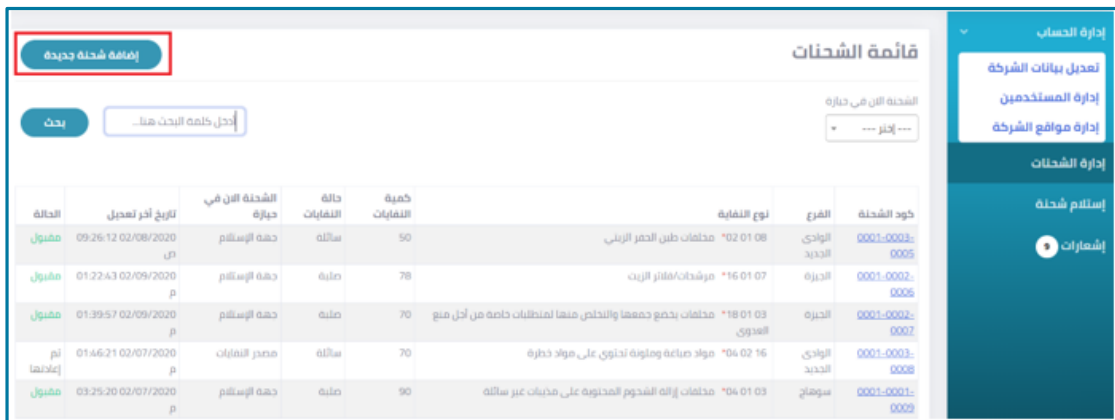 إدارة الحساب
تعديل بيانات الشركة
إدارة المستخدمين
إدارة مواقع الشركة
إدارة الشحنات
إستلام شحنة
إشعارات 9
قائمة الشحنات
إضافة شحنة جديدة
الشحنة الان في حيازة
--- إختر ---
أدخل كلمة البحث هنا...
بحث
كود الشحنة الفرع نوع النفاية كمية النفايات حالة النفايات الشحنة الان في حيازة تاريخ أخر تعديل الحالة
0001-0003-0005 الوادى الجديد 02 01 08* مخلفات طين الحفر الزيتي 50 سائلة جهة الإستلام 09:26:12 02/08/2020 ص مقبول
0001-0002-0006 الجيزة 16 01 07* مرشحات/فلاتر الزيت 78 صلبة جهة الإستلام 01:22:43 02/09/2020 م مقبول
0001-0002-0007 الجيزة 18 01 03* مخلفات يخضع جمعها والتخلص منها لمتطلبات خاصة من أجل منع العدوى 70 صلبة جهة الإستلام 01:39:57 02/09/2020 م مقبول
0001-0003-0008 الوادى الجديد 04 02 16* مواد صباغة وملونة تحتوي على مواد خطرة 70 سائلة مصدر النفايات 01:46:21 02/07/2020 م تم إعادتها
0001-0001-0009 سوهاج 04 01 03* مخلفات إزالة الشحوم المحتوية على مذيبات غير سائلة 90 صلبة جهة الإستلام 03:25:20 02/07/2020 م مقبول